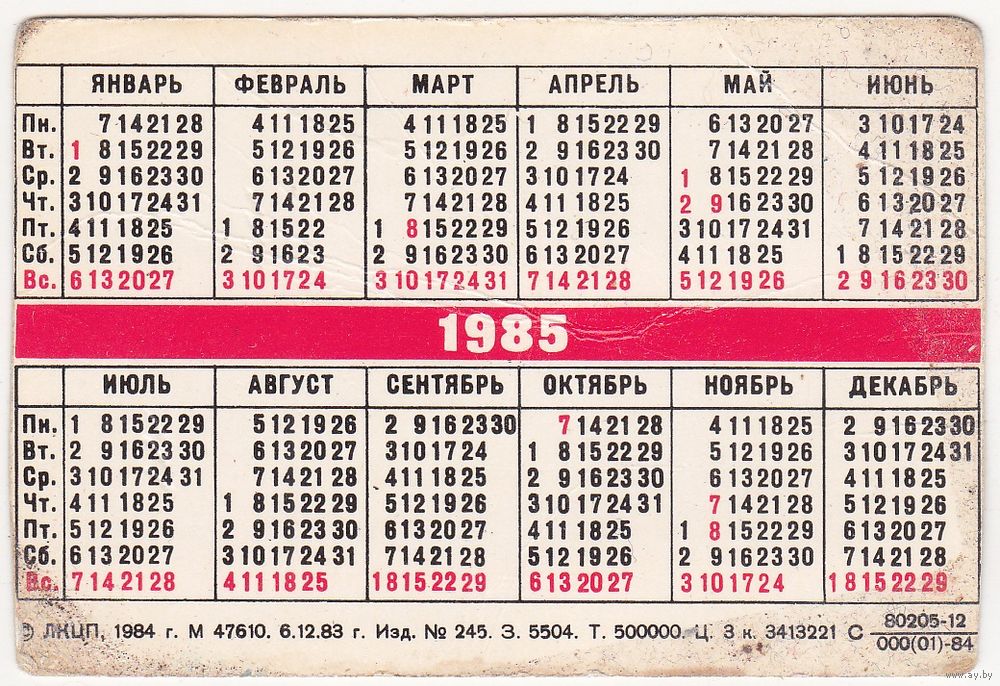 ЯНВАРЬ ФЕВРАЛЬ МАРТ АПРЕЛЬ МАЙ ИЮНЬ
Пн. 7 14 21 28 4 11 18 25 4 11 18 25 1 8 15 22 29 6 13 20 27 3 10 17 24
Вт. 1 8 15 22 29 5 12 19 26 5 12 19 26 2 9 16 23 30 7 14 21 28 4 11 18 25
Ср. 2 9 16 23 30 6 13 20 27 6 13 20 27 3 10 17 24 1 8 15 22 29 5 12 19 26
Чт. 3 10 17 24 31 7 14 21 28 7 14 21 28 4 11 18 25 2 9 16 23 30 6 13 20 27
Пт. 4 11 18 25 1 8 15 22 1 8 15 22 29 5 12 19 26 3 10 17 24 31 7 14 21 28
Сб. 5 12 19 26 2 9 16 23 2 9 16 23 30 6 13 20 27 4 11 18 25 1 8 15 22 29
Вс. 6 13 20 27 3 10 17 24 3 10 17 24 31 7 14 21 28 5 12 19 26 2 9 16 23 30
1985
ИЮЛЬ АВГУСТ СЕНТЯБРЬ ОКТЯБРЬ НОЯБРЬ ДЕКАБРЬ
Пн. 1 8 15 22 29 5 12 19 26 2 9 16 23 30 7 14 21 28 4 11 18 25 2 9 16 23 30
Вт. 2 9 16 23 30 6 13 20 27 3 10 17 24 1 8 15 22 29 5 12 19 26 3 10 17 24 31
Ср. 3 10 17 24 31 7 14 21 28 4 11 18 25 2 9 16 23 30 6 13 20 27 4 11 18 25
Чт. 4 11 18 25 1 8 15 22 29 5 12 19 26 3 10 17 24 31 7 14 21 28 5 12 19 26
Пт. 5 12 19 26 2 9 16 23 30 6 13 20 27 4 11 18 25 1 8 15 22 29 6 13 20 27
Сб. 6 13 20 27 3 10 17 24 31 7 14 21 28 5 12 19 26 2 9 16 23 30 7 14 21 28
Вс. 7 14 21 28 4 11 18 25 1 8 15 22 29 6 13 20 27 3 10 17 24 1 8 15 22 29
© ЛКЦП, 1984 г. М 47610. 6.12.83 г. Изд. № 245. З. 5504. Т. 500000. Ц. 3 к. 3413221 С 80205-12
000(01)-84
www.ay.by